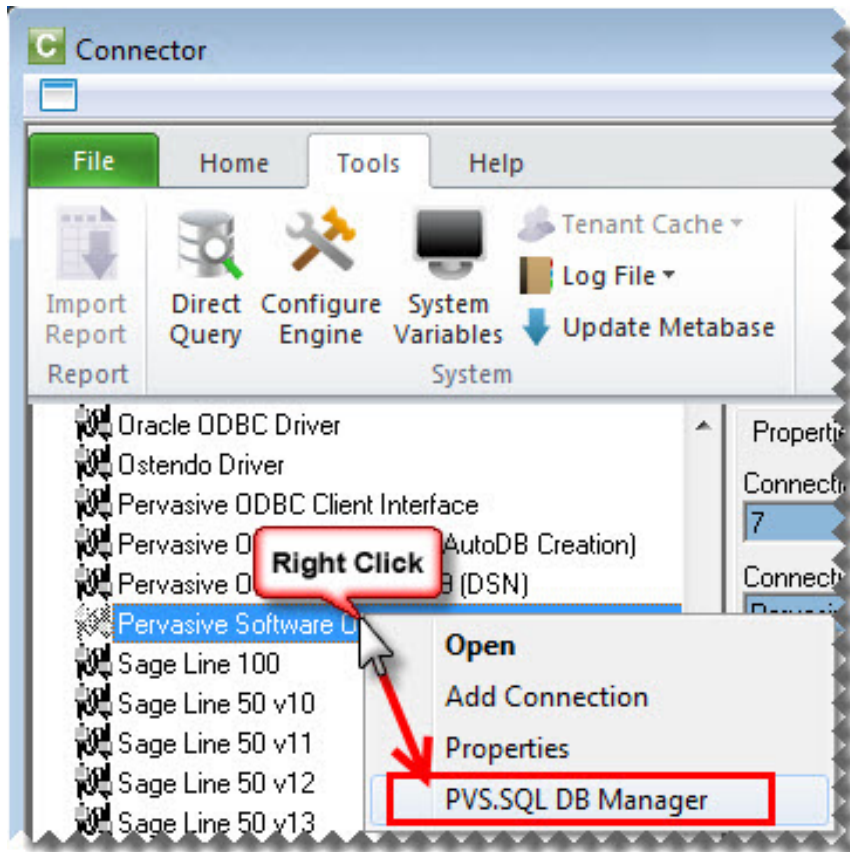 Connector
File Home Tools Help
Import Report
Direct Query
Configure Engine
System Variables
Tenant Cache
Log File
Update Metabase
Report
System
Oracle ODBC Driver
Ostendo Driver
Pervasive ODBC Client Interface
Pervasive AutoDB Creation)
Pervasive (DSN)
Pervasive Software
Sage Line 100
Sage Line 50 v10
Sage Line 50 v11
Sage Line 50 v12
Sage Line 50 v13
Right Click
Open
Add Connection
Properties
PVS.SQL DB Manager
7